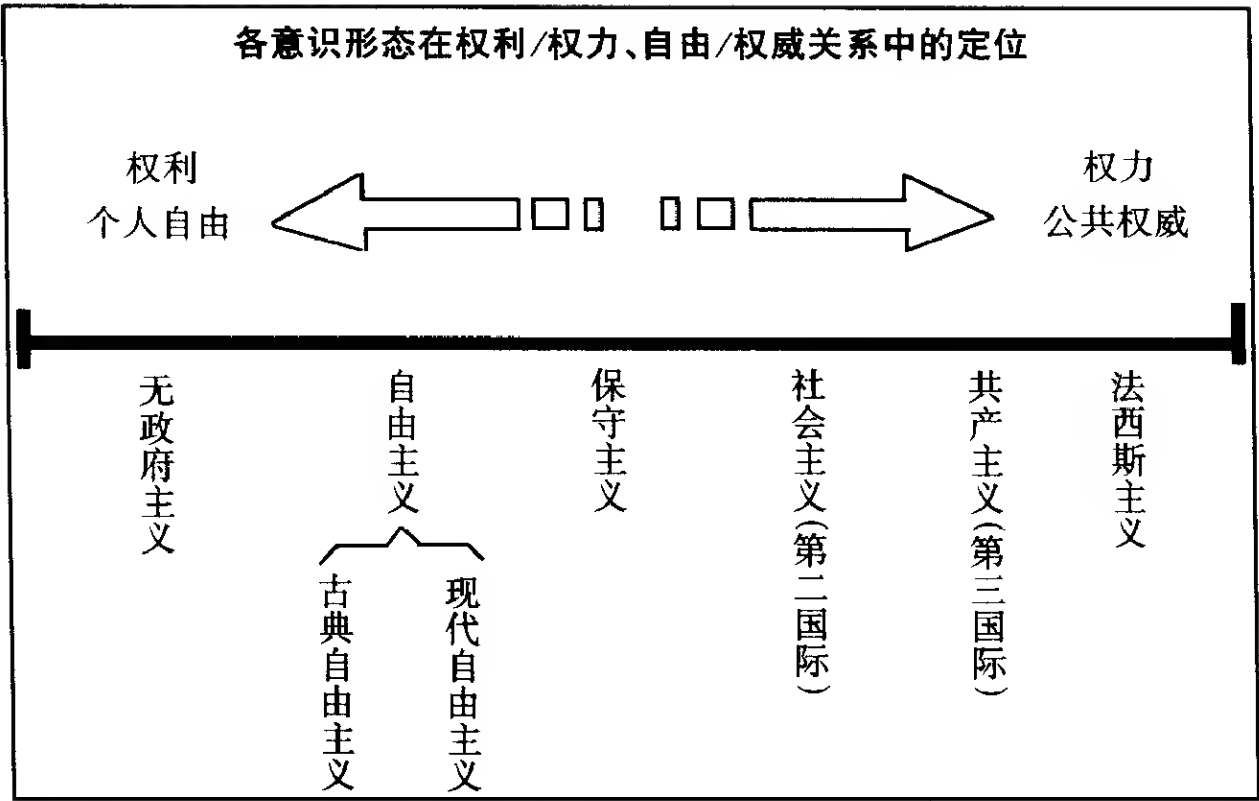 各意识形态在权利/权力、自由/权威关系中的定位
权利
个人自由
权力
公共权威
无政府主义
自由主义
古典自由主义
现代自由主义
保守主义
社会主义(第二国际)
共产主义(第三国际)
法西斯主义